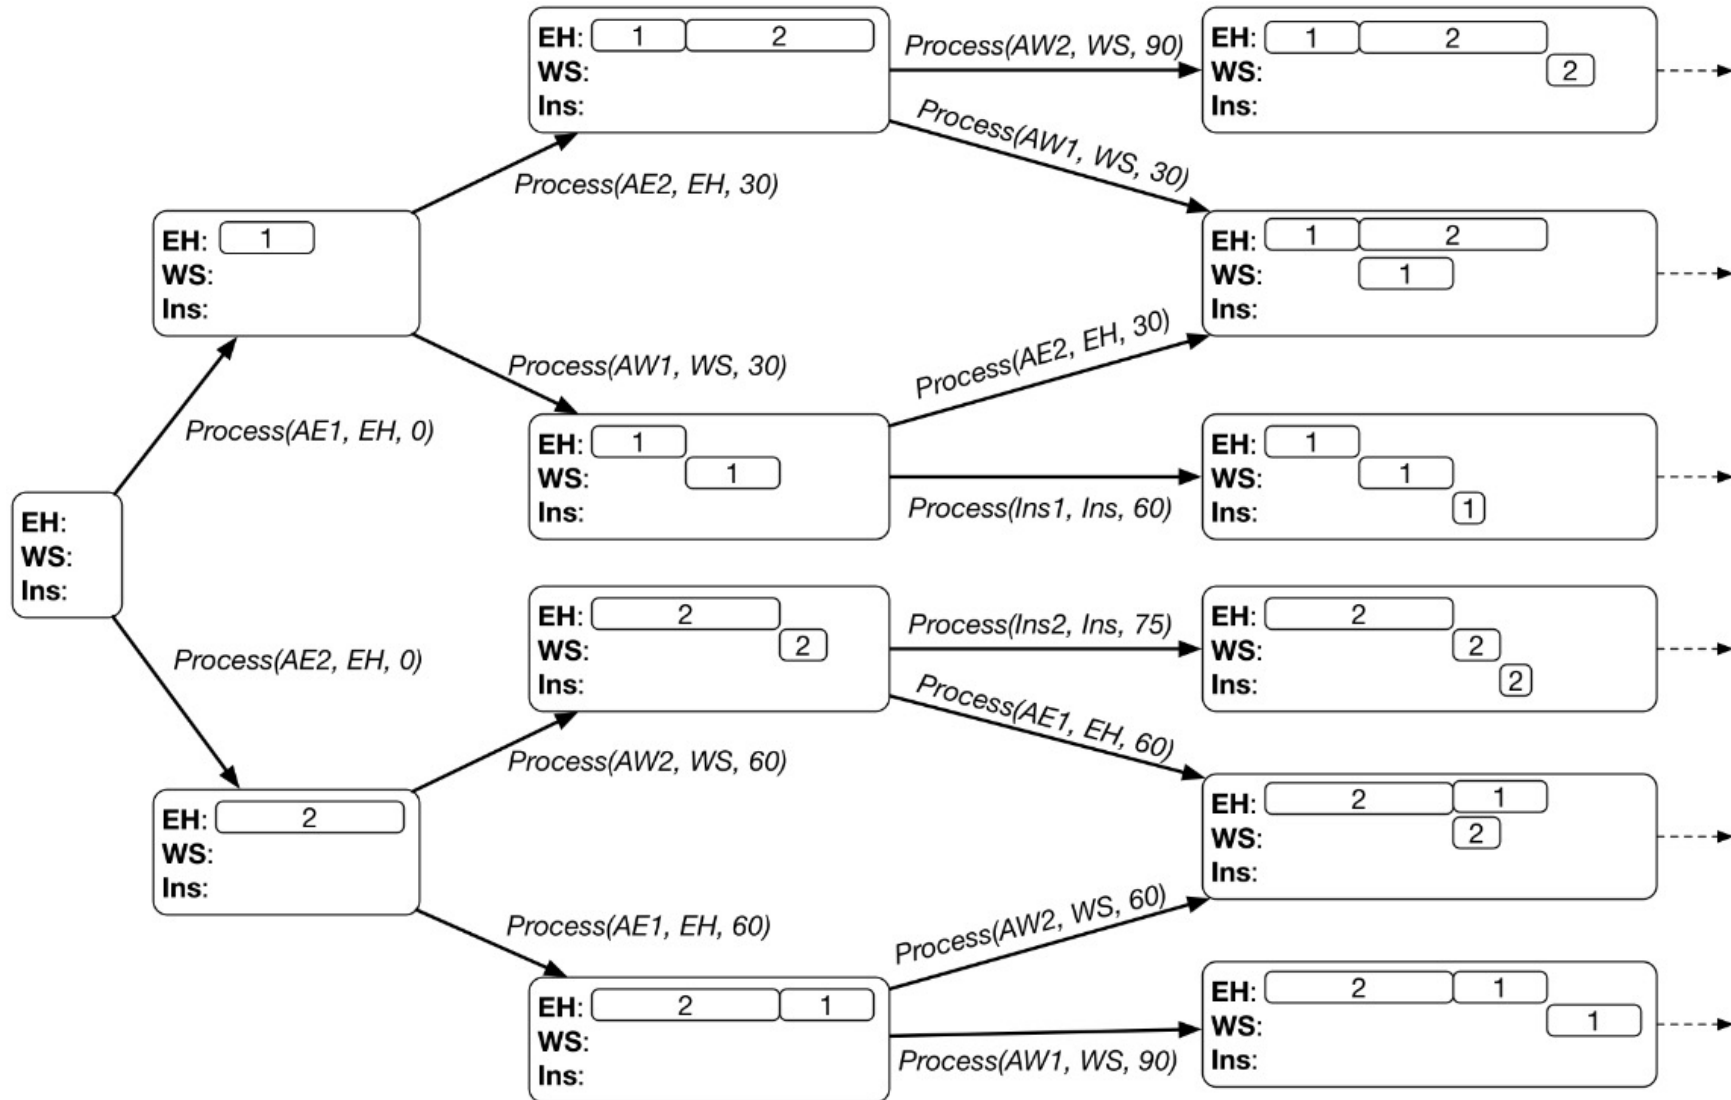 EH: 1 2
WS:
Ins:
Process(AW2, WS, 90)
EH: 1 2
WS: 2
Ins:
Process(AW1, WS, 30)
Process(AE2, EH, 30)
EH: 1
WS:
Ins:
EH: 1 2
WS: 1
Ins:
Process(AW1, WS, 30)
Process(AE2, EH, 30)
Process(AE1, EH, 0)
EH: 1
WS: 1
Ins:
Process(Ins1, Ins, 60)
EH: 1
WS: 1
Ins: 1
EH:
WS:
Ins:
Process(AE2, EH, 0)
EH: 2
WS: 2
Ins:
Process(Ins2, Ins, 75)
EH: 2
WS: 2
Ins: 2
Process(AE1, EH, 60)
Process(AW2, WS, 60)
EH: 2
WS:
Ins:
EH: 2 1
WS: 2
Ins:
Process(AE1, EH, 60)
Process(AW2, WS, 60)
EH: 2 1
WS:
Ins:
Process(AW1, WS, 90)
EH: 2 1
WS: 1
Ins: